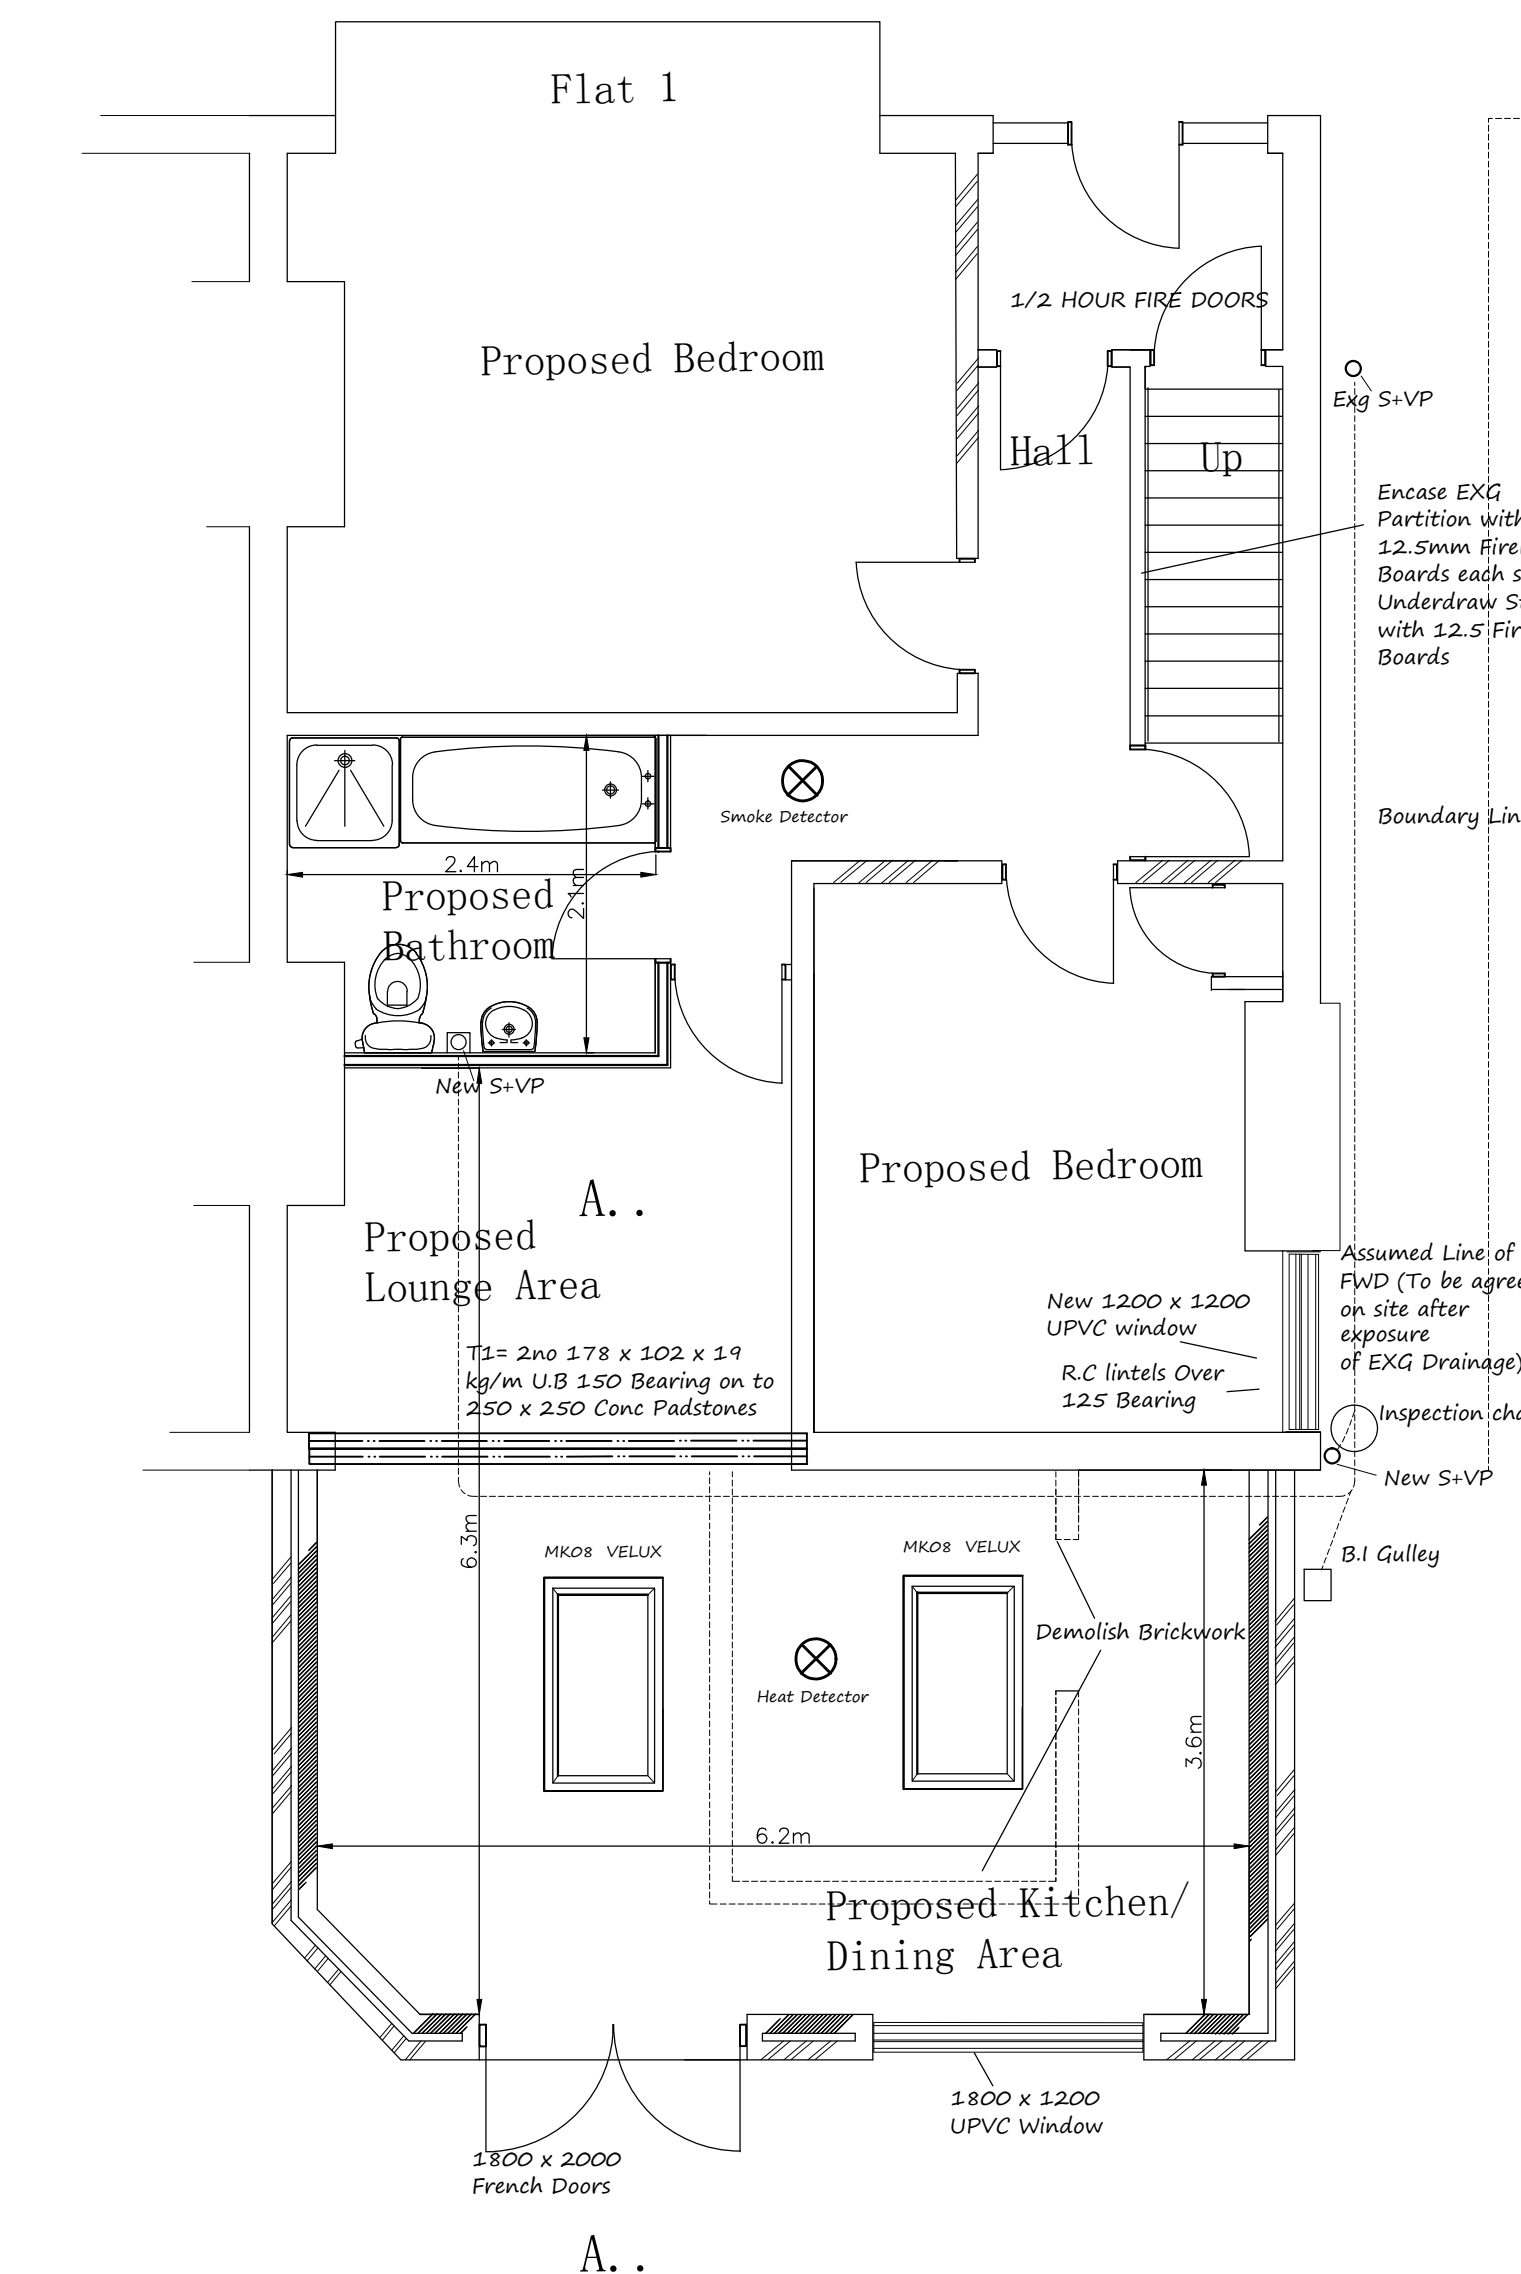 Flat 1
1/2 HOUR FIRE DOORS
Proposed Bedroom
Exg S+VP
Hall
Up
Encase EXG
Partition with
12.5mm
Boards each
Underdraw
with 12.5
Boards
Smoke Detector
Boundary
2.4m
2.1m
Proposed
Bathroom
New S+VP
Proposed Bedroom
A..
Proposed
Lounge Area
Assumed Line of
FWD (To be
on site after
exposure
of EXG Drainage)
New 1200 x 1200
UPVC window
R.C lintels Over
125 Bearing
T1= 2no 178 x 102 x 19
kg/m U.B 150 Bearing on to
250 x 250 Conc Padstones
Inspection
New S+VP
6.3m
MK08 VELUX
MK08 VELUX
B.I Gulley
Demolish Brickwork
Heat Detector
3.6m
6.2m
Proposed Kitchen/
Dining Area
1800 x 1200
UPVC Window
1800 x 2000
French Doors
A..